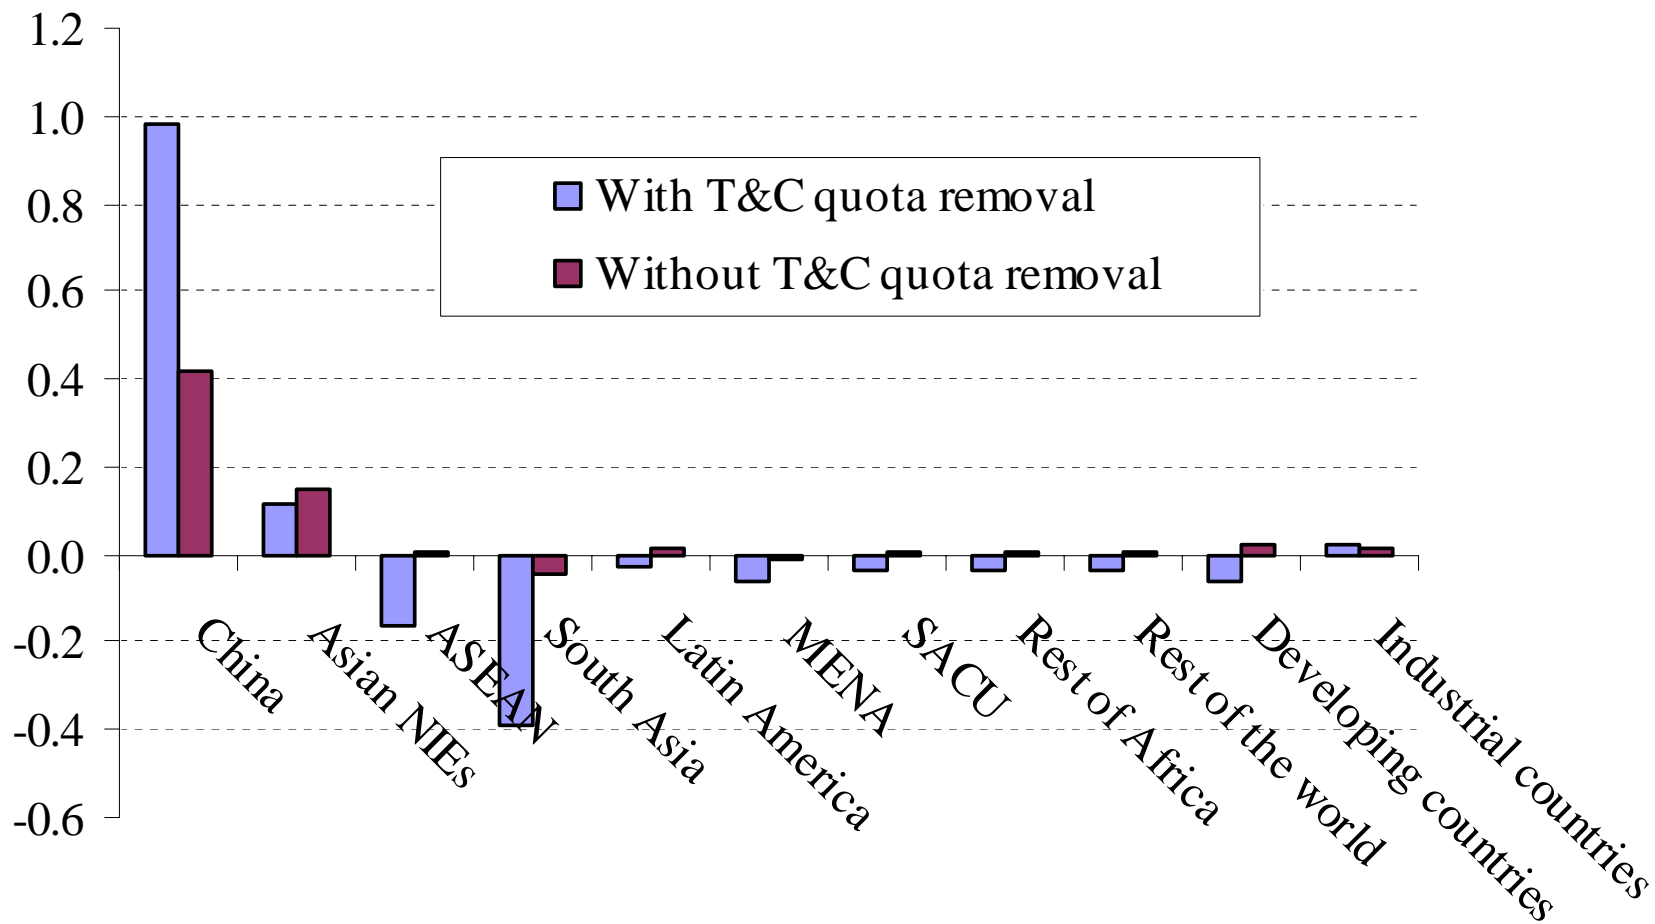 1.2
1.0
0.8
0.6
0.4
0.2
0.0
-0.2
-0.4
-0.6
With T&C quota removal
Without T&C quota removal
China
Asian NIEs
ASEAN
South Asia
Latin America
MENA
SACU
Rest of Africa
Rest of the world
Developing countries
Industrial countries